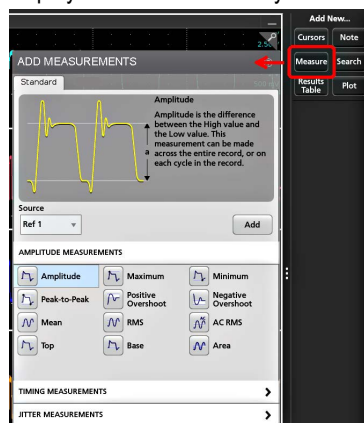 Add New...
Cursors
Note
Measure
Search
Results
Table
Plot
ADD MEASUREMENTS
Standard
Amplitude
Amplitude is the difference
between the High value and
the Low value. This
measurement can be made
across the entire record, or on
each cycle in the record.
a
Source
Ref 1
Add
AMPLITUDE MEASUREMENTS
Amplitude
Maximum
Minimum
Peak-to-Peak
Positive
Overshoot
Negative
Overshoot
Mean
RMS
AC RMS
Top
Base
Area
TIMING MEASUREMENTS
JITTER MEASUREMENTS